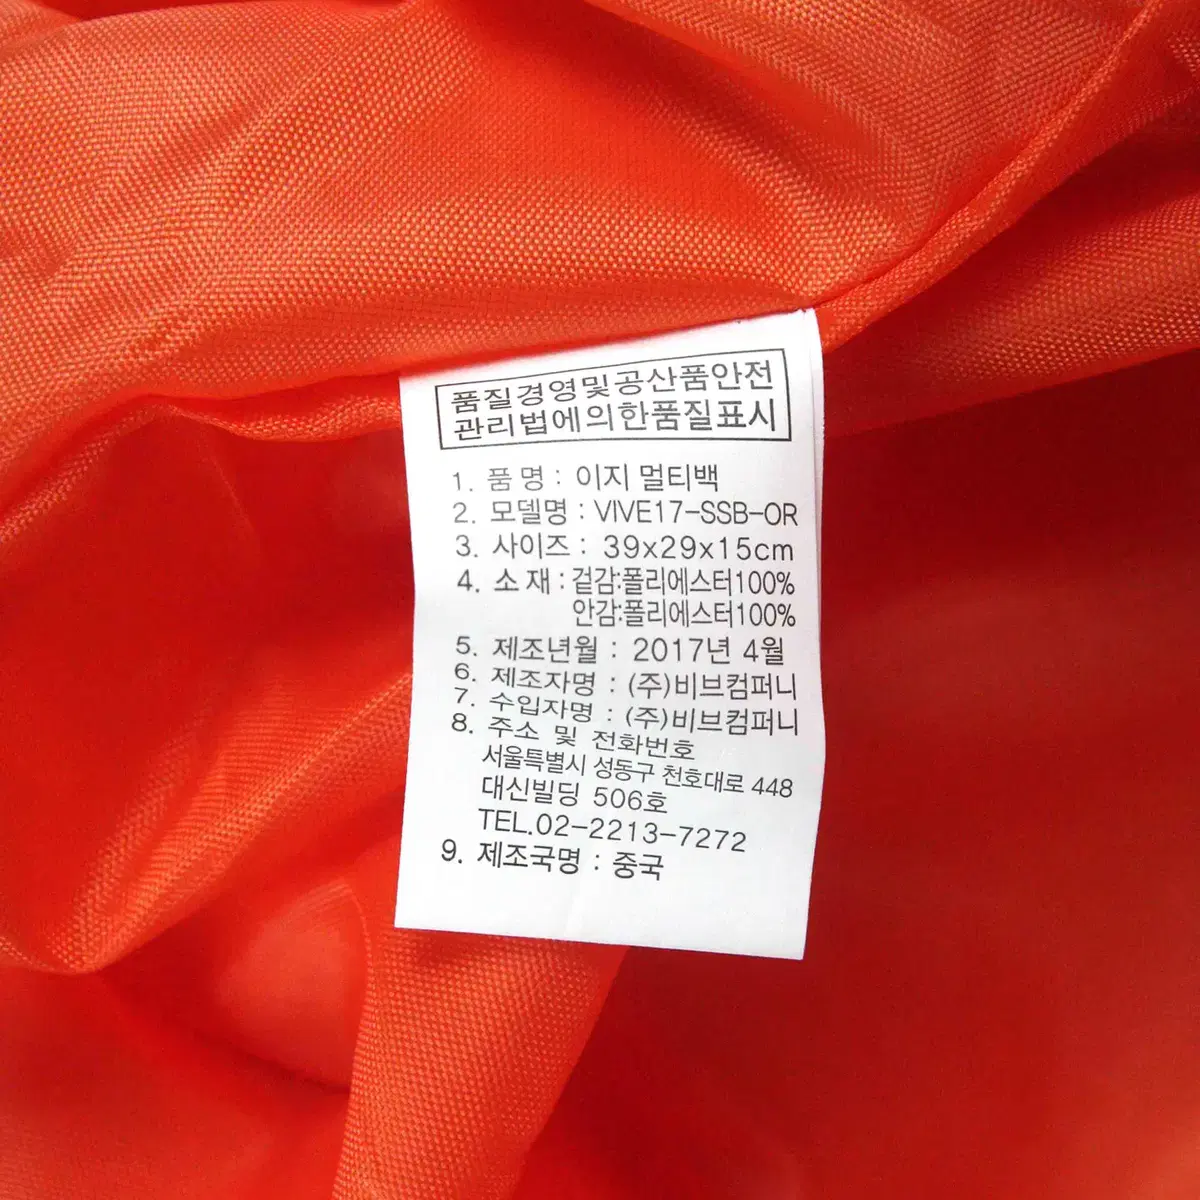 품질경영및공산품안전
관리법에의한품질표시
1. 품 명 : 이지 멀티백
2. 모델명 : VIVE17-SSB-OR
3. 사이즈 : 39x29x15cm
4. 소 재 : 겉감:폴리에스터100%
안감:폴리에스터100%
5. 제조년월 : 2017년 4월
6. 제조자명 : (주)비브컴퍼니
7. 수입자명 : (주)비브컴퍼니
8. 주소 및 전화번호
서울특별시 성동구 천호대로 448
대신빌딩 506호
TEL.02-2213-7272
9. 제조국명 : 중국